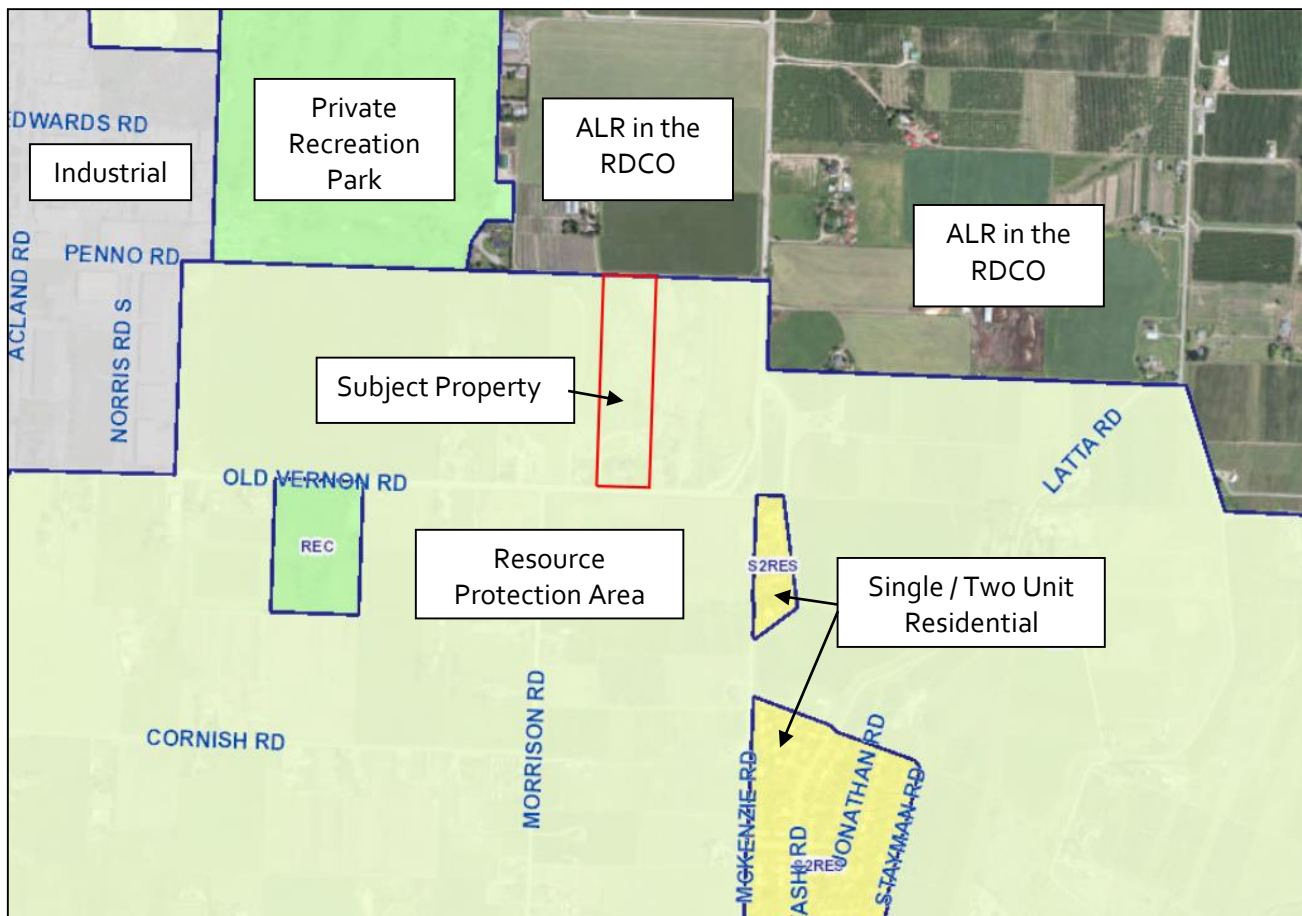 Private
Recreation
Park
ALR in the
RDCO
EDWARDS RD
Industrial
ALR in the
RDCO
PENNO RD
ACLAND RD
NORRIS RD S
Subject Property
OLD VERNON RD
LATTA RD
REC
Resource
Protection Area
S2RES
Single / Two Unit
Residential
CORNISH RD
MORRISON RD
MCKENZIE RD
JONATHAN RD
STAYMAN RD